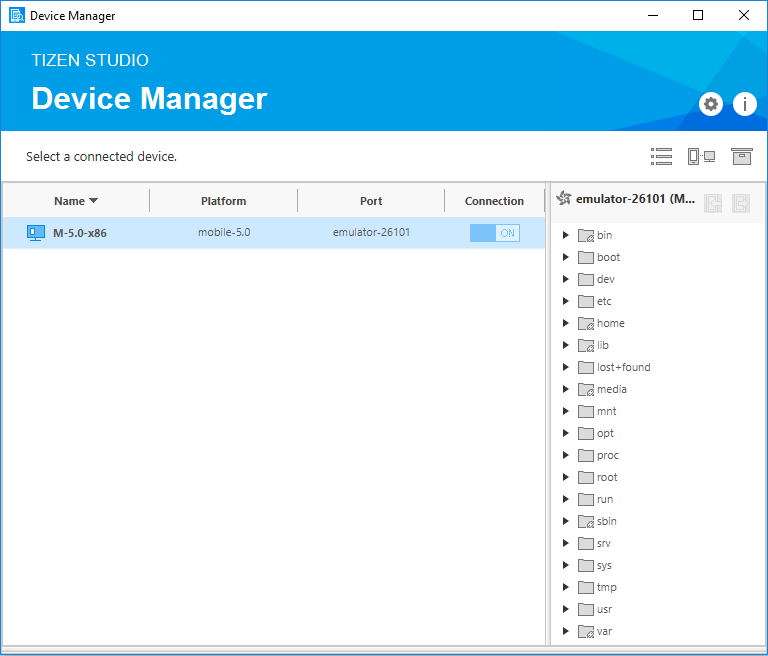 Device Manager
TIZEN STUDIO
Device Manager
i
Select a connected device.
Name Platform Port Connection
M-5.0-x86 mobile-5.0 emulator-26101 ON
emulator-26101 (M...
bin
boot
dev
etc
home
lib
lost+found
media
mnt
opt
proc
root
run
sbin
srv
sys
tmp
usr
var